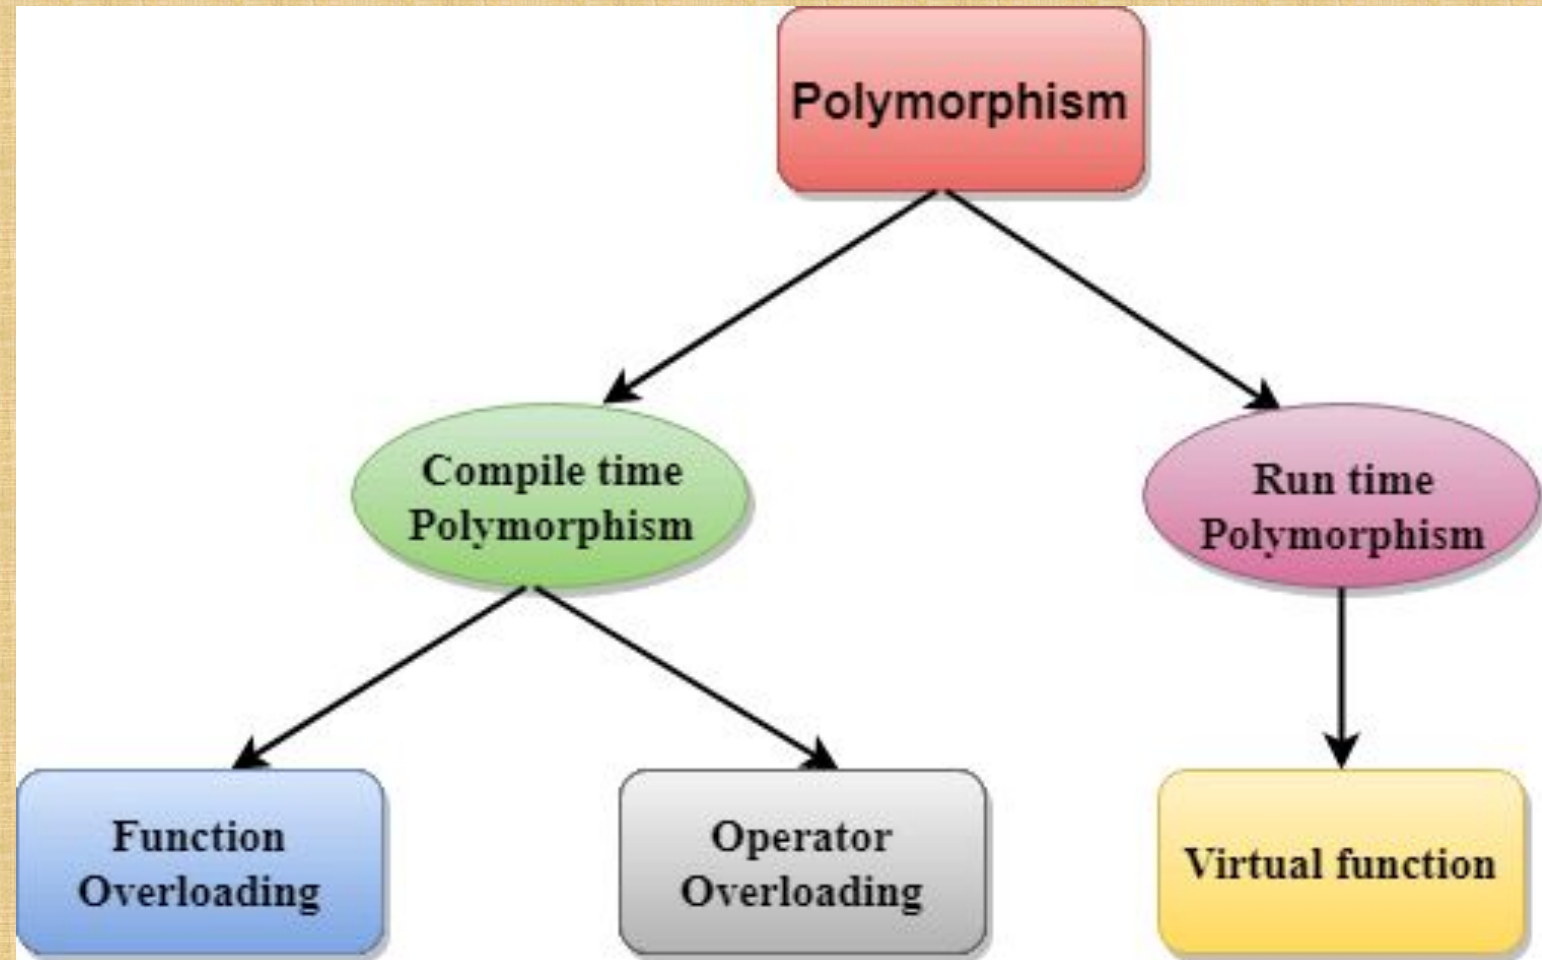 Polymorphism
Compile time
Polymorphism
Run time
Polymorphism
Function
Overloading
Operator
Overloading
Virtual function